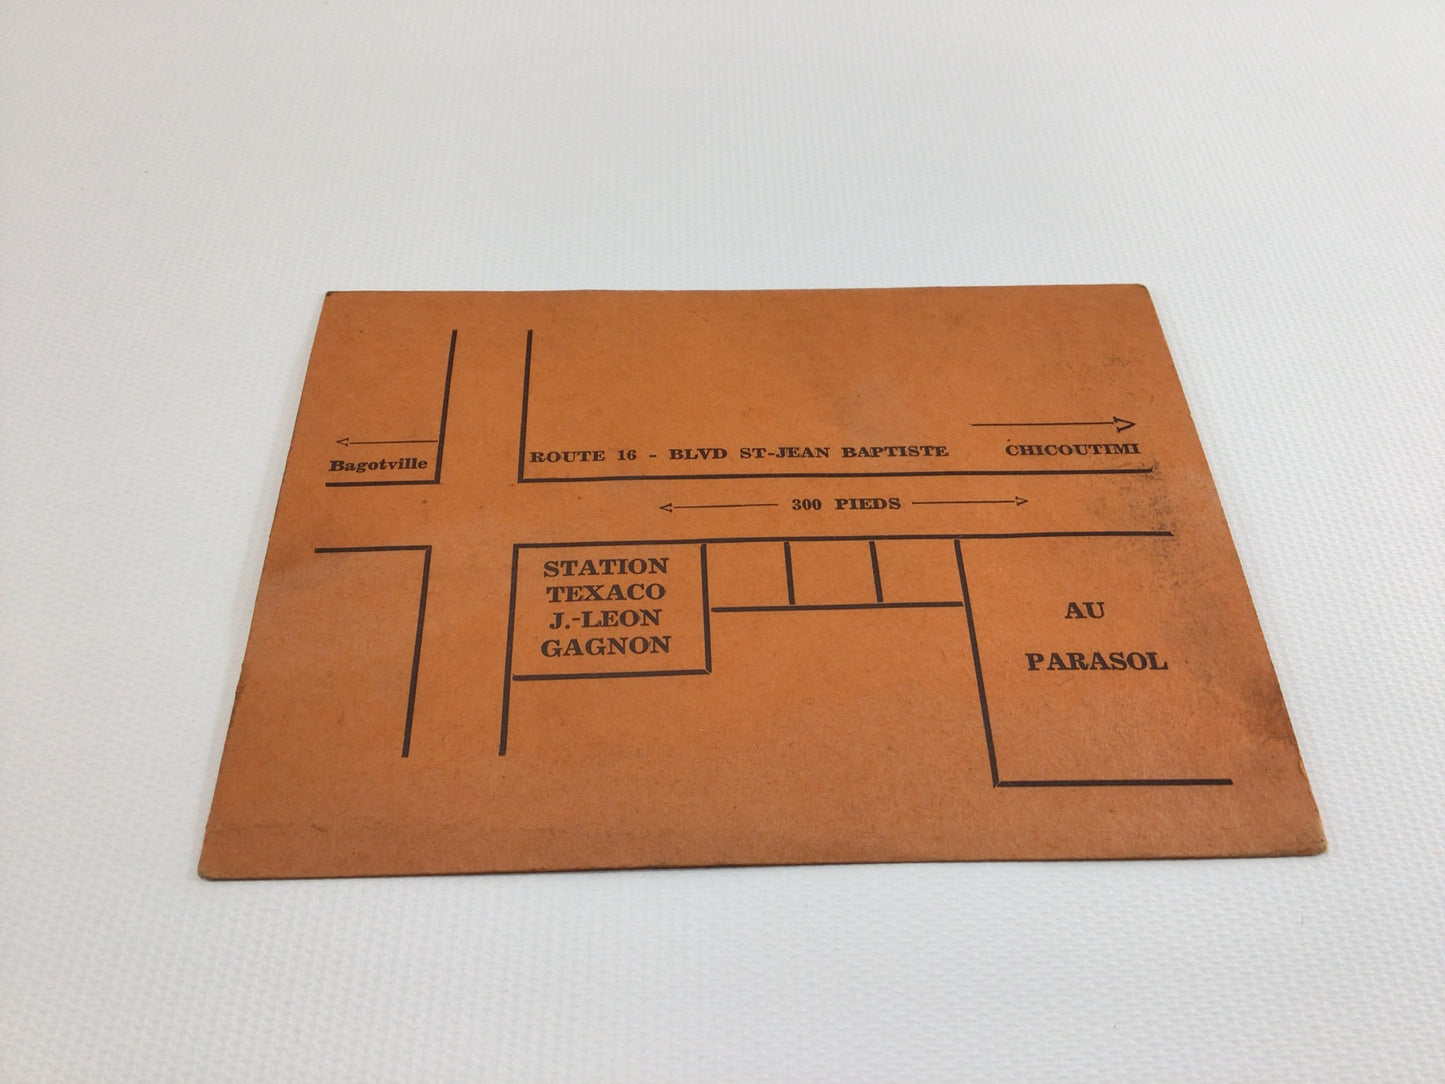 Bagotville
ROUTE 16 - BLVD ST-JEAN BAPTISTE
CHICOUTIMI
300 PIEDS
STATION
TEXACO
J.-LEON
GAGNON
AU
PARASOL